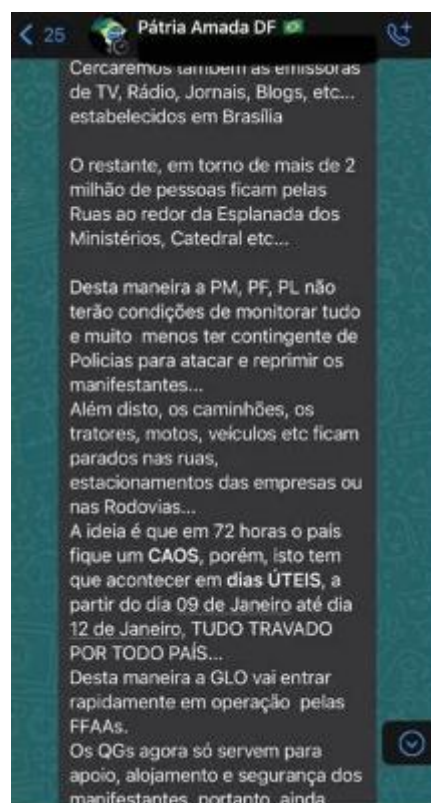 25
Pátria Amada DF
Cercaremos também as emissoras
de TV, Rádio, Jornais, Blogs, etc...
estabelecidos em Brasília
O restante, em torno de mais de 2
milhão de pessoas ficam pelas
Ruas ao redor da Esplanada dos
Ministérios, Catedral etc...
Desta maneira a PM, PF, PL não
terão condições de monitorar tudo
e muito menos ter contingente de
Policias para atacar e reprimir os
manifestantes...
Além disto, os caminhões, os
tratores, motos, veículos etc ficam
parados nas ruas,
estacionamentos das empresas ou
nas Rodovias...
A ideia é que em 72 horas o país
fique um CAOS, porém, isto tem
que acontecer em dias ÚTEIS, a
partir do dia 09 de Janeiro até dia
12 de Janeiro, TUDO TRAVADO
POR TODO PAÍS...
Desta maneira a GLO vai entrar
rapidamente em operação pelas
FFAAs.
Os QGs agora só servem para
apoio, alojamento e segurança dos
manifestantes, portanto, ainda